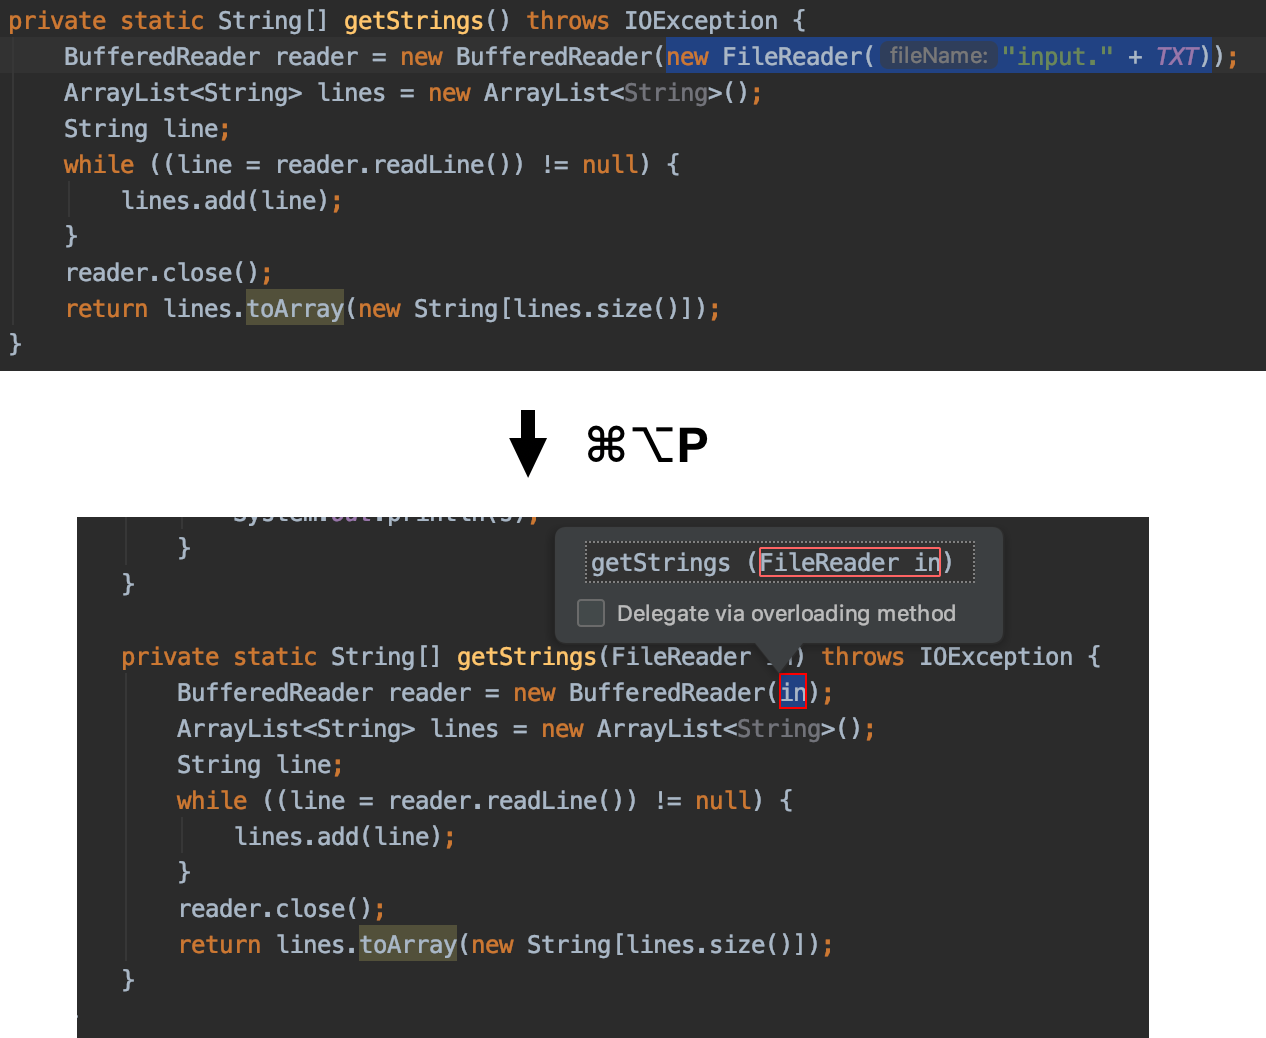 private static String[] getStrings() throws IOException {
BufferedReader reader = new BufferedReader(new FileReader( fileName: "input." + TXT));
ArrayList<String> lines = new ArrayList<String>();
String line;
while ((line = reader.readLine()) != null) {
lines.add(line);
}
reader.close();
return lines.toArray(new String[lines.size()]);
}
⌘⌥P
}
}
getStrings (FileReader in)
Delegate via overloading method
private static String[] getStrings(FileReader in) throws IOException {
BufferedReader reader = new BufferedReader(in);
ArrayList<String> lines = new ArrayList<String>();
String line;
while ((line = reader.readLine()) != null) {
lines.add(line);
}
reader.close();
return lines.toArray(new String[lines.size()]);
}